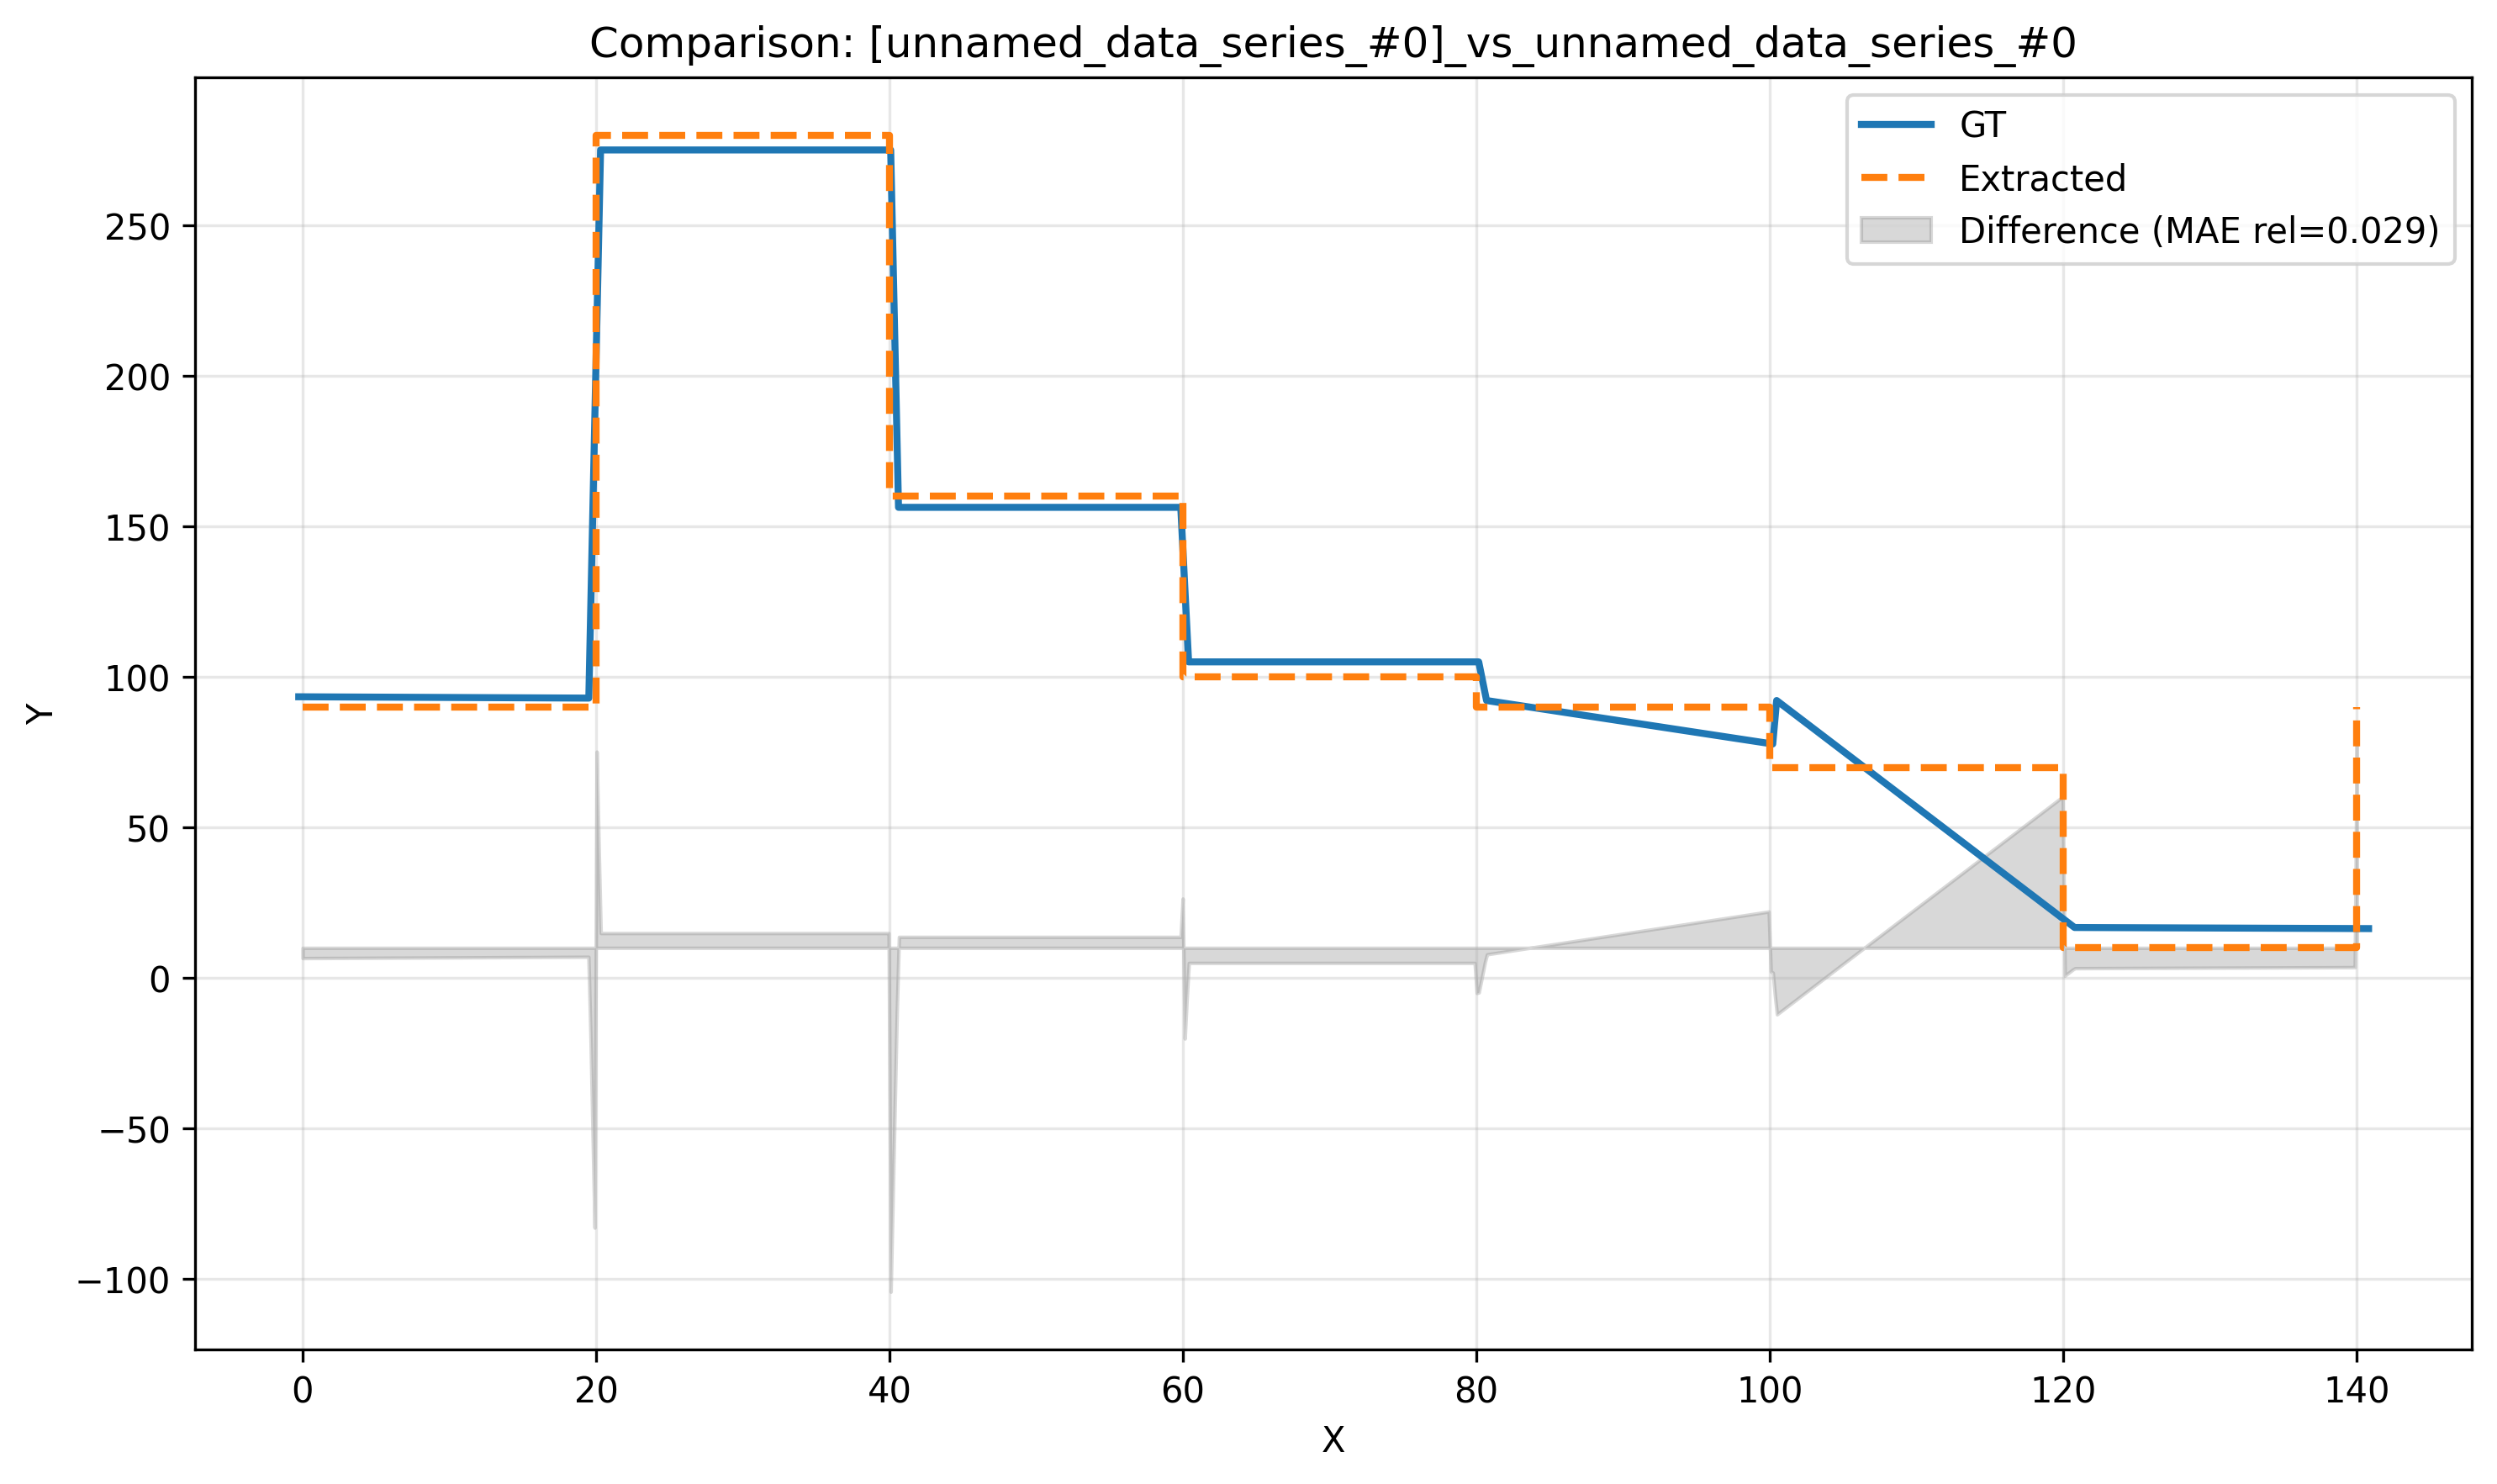 Comparison: [unnamed_data_series_#0]_vs_unnamed_data_series_#0
GT
Extracted
Difference (MAE rel=0.029)
250
200
150
100
50
0
−50
−100
Y
0 20 40 60 80 100 120 140
X